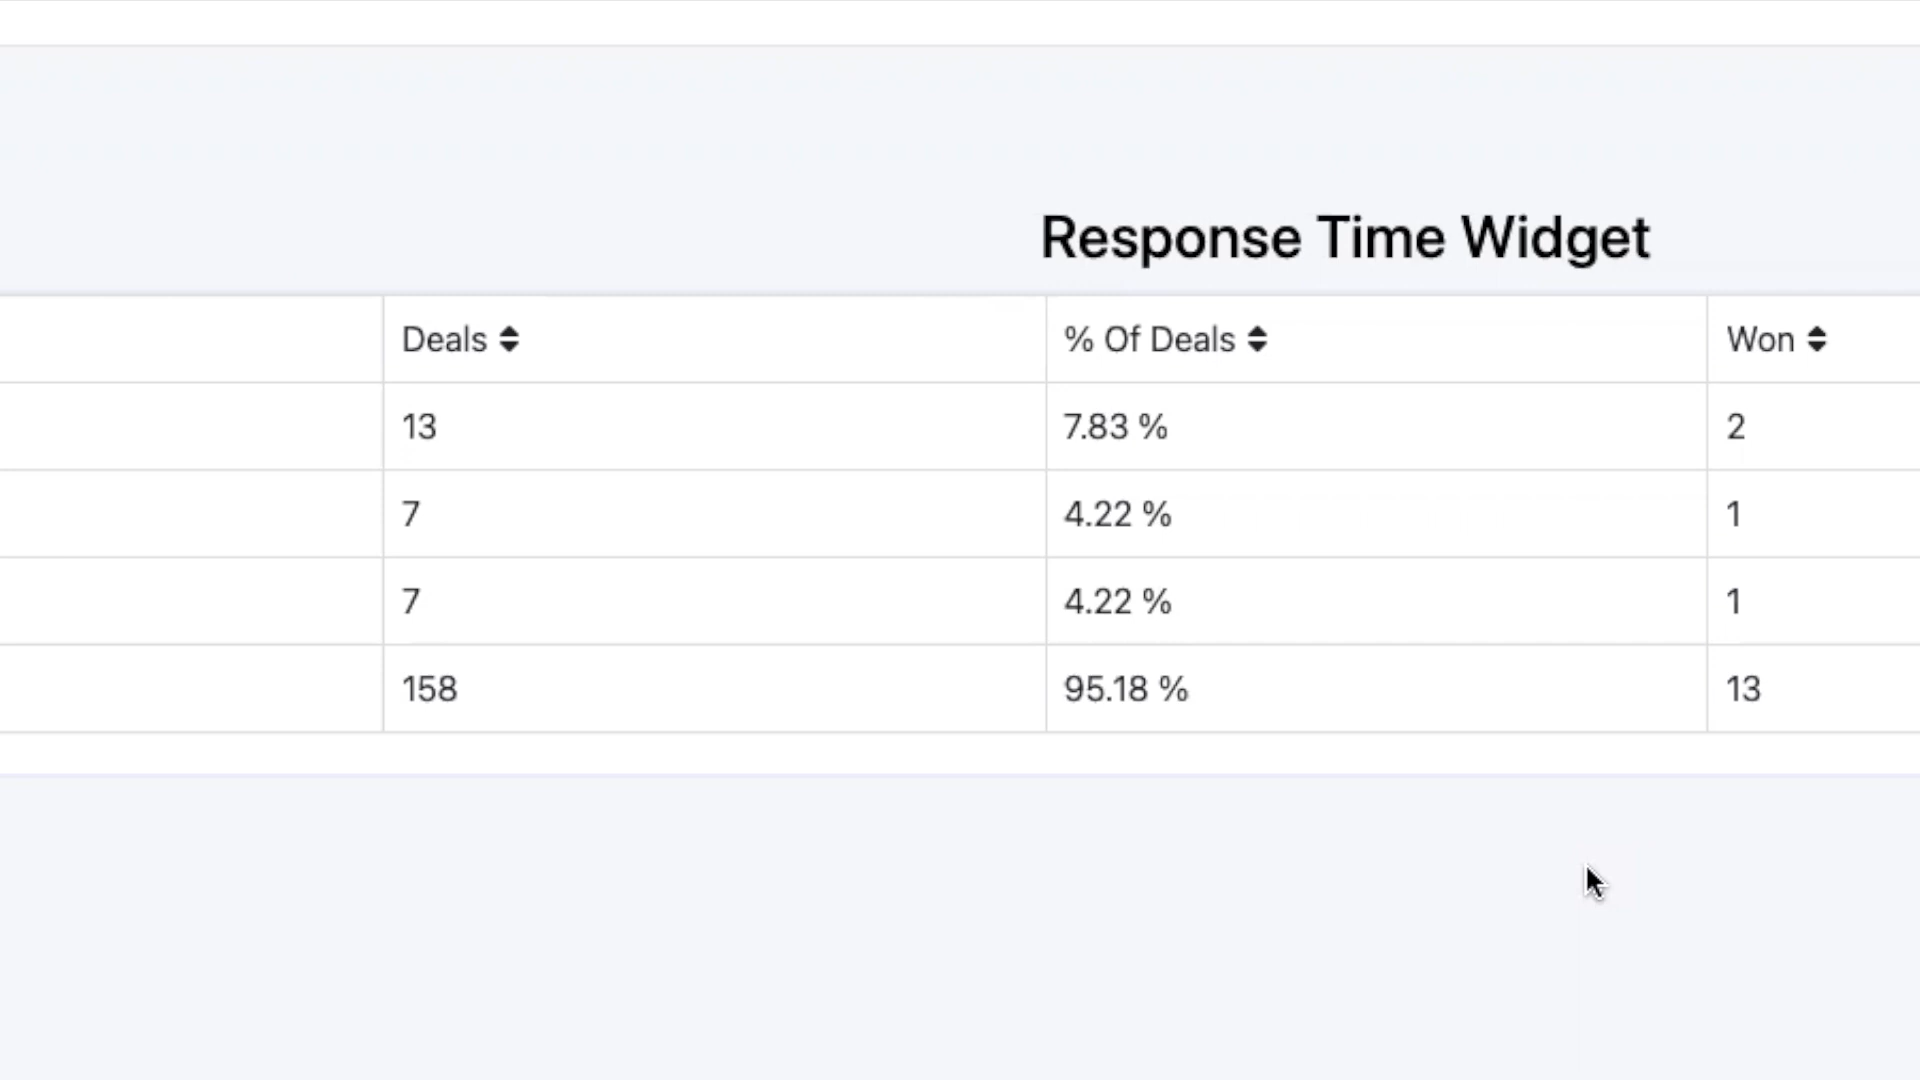 Response Time Widget
Deals % Of Deals Won
13 7.83 % 2
7 4.22 % 1
7 4.22 % 1
158 95.18 % 13